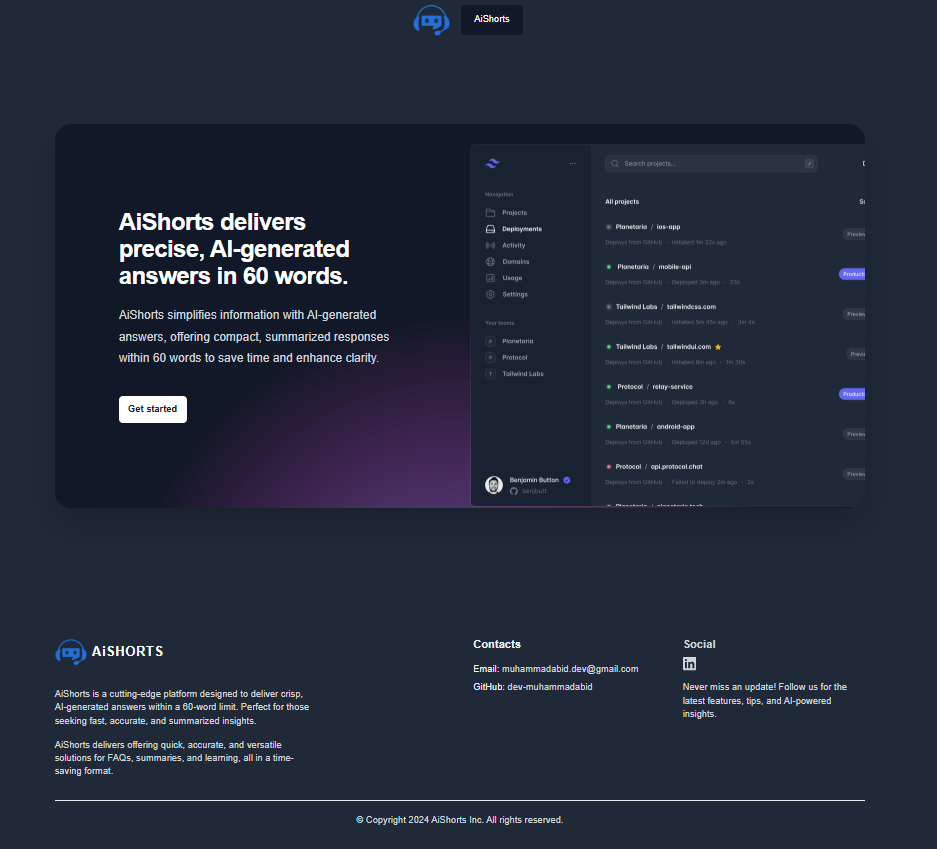 AiShorts
AiShorts delivers
precise, AI-generated
answers in 60 words.
AiShorts simplifies information with AI-generated
answers, offering compact, summarized responses
within 60 words to save time and enhance clarity.
Get started
Navigation
Projects
Deployments
Activity
Domains
Usage
Settings
Your teams
P Planetaria
P Protocol
T Tailwind Labs
Benjamin Button
benjbutt
Search projects... /
All projects
Planetaria / ios-app
Deploys from GitHub · Initiated 1m 32s ago
Preview
Planetaria / mobile-api
Deploys from GitHub · Deployed 3m ago
Producti
Tailwind Labs / tailwindcss.com
Deploys from GitHub · Initiated 5m 45s ago · 3m 4s
Preview
Tailwind Labs / tailwindui.com
Deploys from GitHub · Initiated 8m ago · 1m 30s
Previe
Protocol / relay-service
Deploys from GitHub · Deployed 3h ago · 8s
Producti
Planetaria / android-app
Deploys from GitHub · Deployed 12d ago · 5m 55s
Preview
Protocol / api.protocol.chat
Deploys from GitHub · Failed to deploy 2m ago · 2s
Preview
AiSHORTS
AiShorts is a cutting-edge platform designed to deliver crisp,
AI-generated answers within a 60-word limit. Perfect for those
seeking fast, accurate, and summarized insights.
AiShorts delivers offering quick, accurate, and versatile
solutions for FAQs, summaries, and learning, all in a time-
saving format.
Contacts
Email: muhammadabid.dev@gmail.com
GitHub: dev-muhammadabid
Social
in
Never miss an update! Follow us for the
latest features, tips, and AI-powered
insights.
© Copyright 2024 AiShorts Inc. All rights reserved.